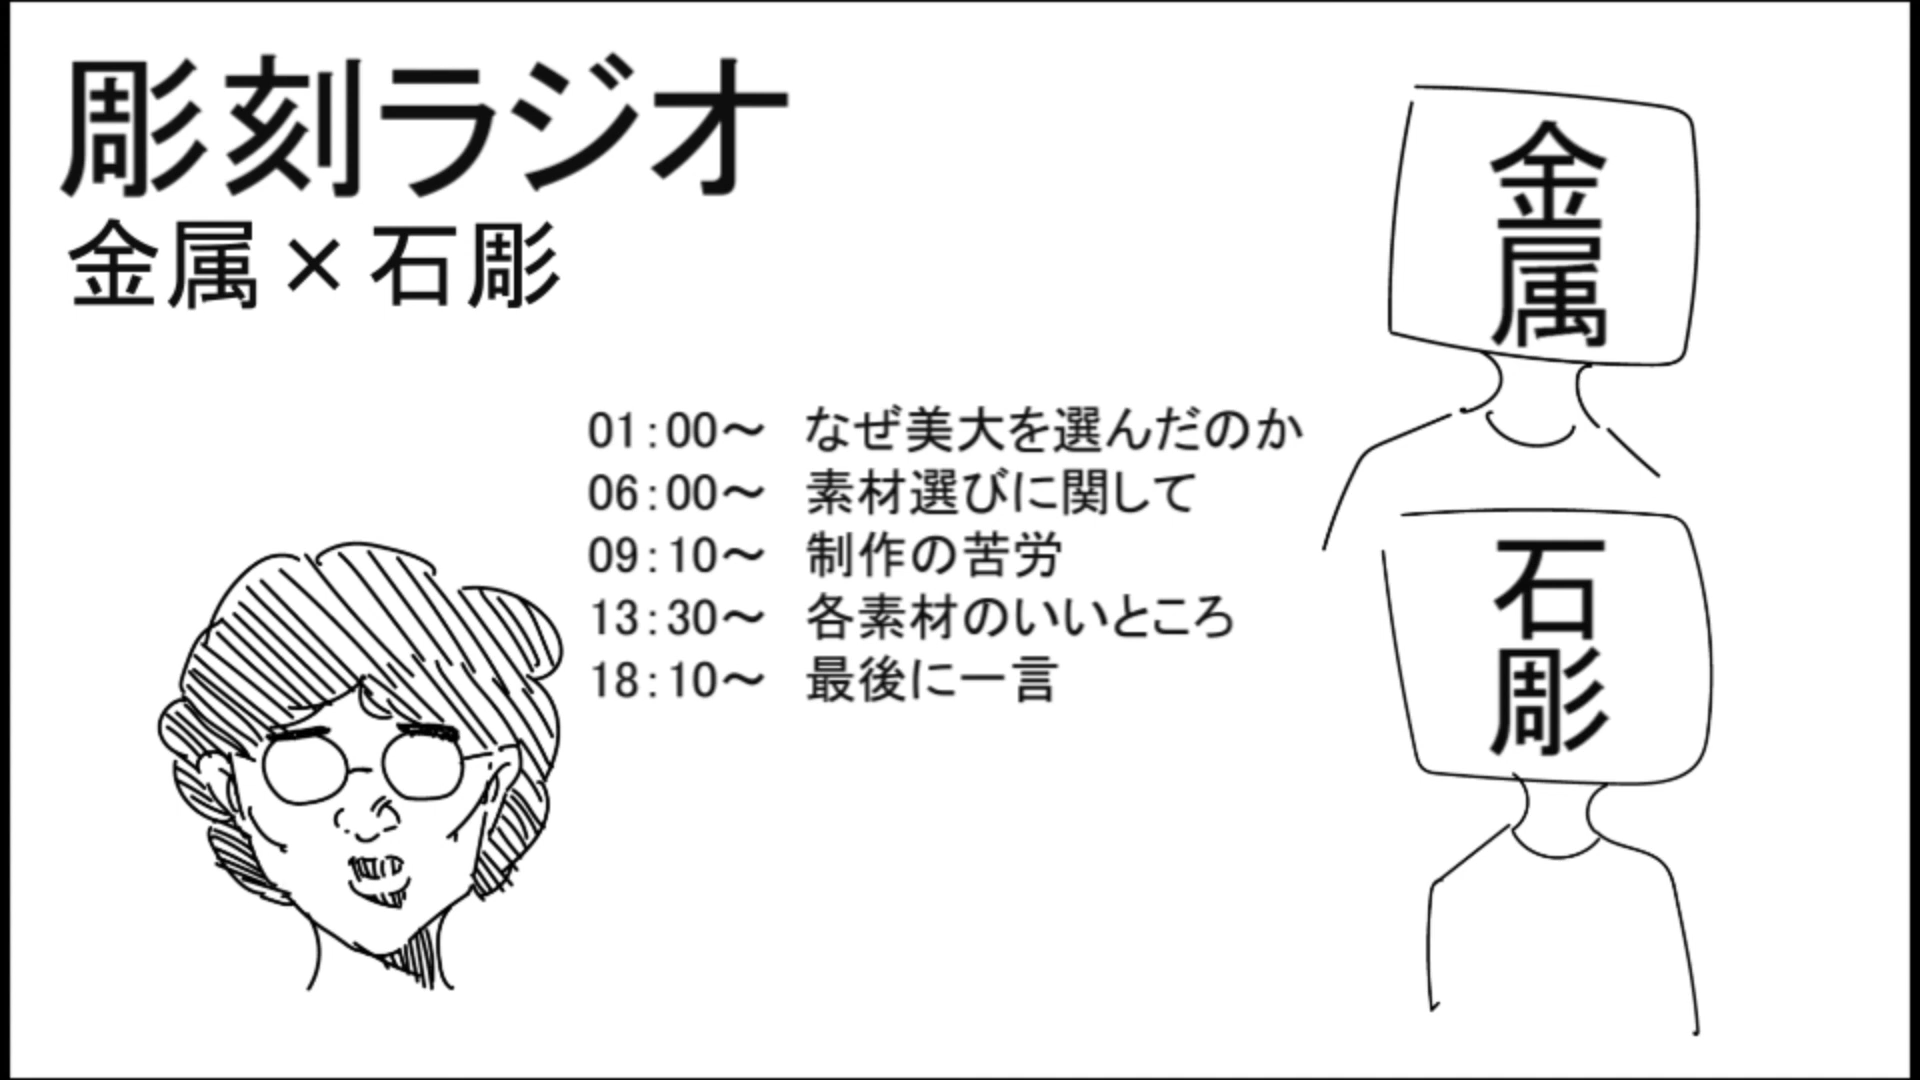 彫刻ラジオ
金属×石彫
01:00～ なぜ美大を選んだのか
06:00～ 素材選びに関して
09:10～ 制作の苦労
13:30～ 各素材のいいところ
18:10～ 最後に一言
金属
石彫